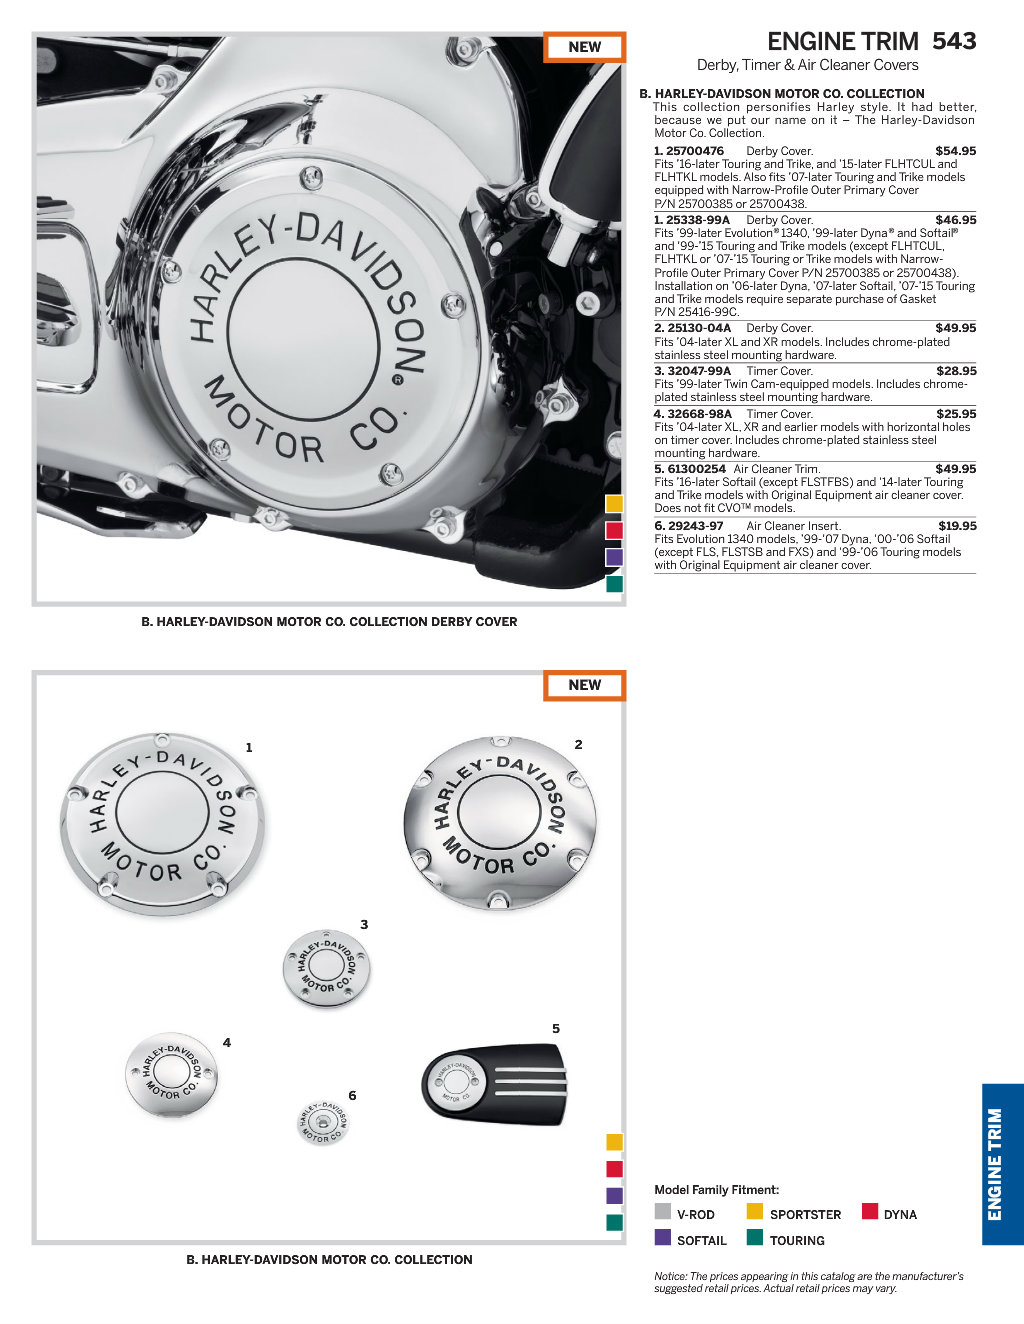 ENGINE TRIM 543
Derby, Timer & Air Cleaner Covers
NEW
HARLEY-DAVIDSON®
MOTOR CO.
B. HARLEY-DAVIDSON MOTOR CO. COLLECTION DERBY COVER
B. HARLEY-DAVIDSON MOTOR CO. COLLECTION
This collection personifies Harley style. It had better,
because we put our name on it – The Harley-Davidson
Motor Co. Collection.
1. 25700476 Derby Cover. $54.95
Fits ’16-later Touring and Trike, and ’15-later FLHTCUL and
FLHTKL models. Also fits ’07-later Touring and Trike models
equipped with Narrow-Profile Outer Primary Cover
P/N 25700385 or 25700438.
1. 25338-99A Derby Cover. $46.95
Fits ’99-later Evolution® 1340, ’99-later Dyna® and Softail®
and ‘99-’15 Touring and Trike models (except FLHTCUL,
FLHTKL or ’07-’15 Touring or Trike models with Narrow-
Profile Outer Primary Cover P/N 25700385 or 25700438).
Installation on ’06-later Dyna, ’07-later Softail, ’07-’15 Touring
and Trike models require separate purchase of Gasket
P/N 25416-99C.
2. 25130-04A Derby Cover. $49.95
Fits ’04-later XL and XR models. Includes chrome-plated
stainless steel mounting hardware.
3. 32047-99A Timer Cover. $28.95
Fits ’99-later Twin Cam-equipped models. Includes chrome-
plated stainless steel mounting hardware.
4. 32668-98A Timer Cover. $25.95
Fits ’04-later XL, XR and earlier models with horizontal holes
on timer cover. Includes chrome-plated stainless steel
mounting hardware.
5. 61300254 Air Cleaner Trim. $49.95
Fits ’16-later Softail (except FLSTFBS) and ‘14-later Touring
and Trike models with Original Equipment air cleaner cover.
Does not fit CVO™ models.
6. 29243-97 Air Cleaner Insert. $19.95
Fits Evolution 1340 models, ’99-’07 Dyna, ‘00-’06 Softail
(except FLS, FLSTSB and FXS) and ‘99-’06 Touring models
with Original Equipment air cleaner cover.
NEW
1
HARLEY-DAVIDSON
MOTOR CO.
2
HARLEY-DAVIDSON
MOTOR CO.
3
HARLEY-DAVIDSON
MOTOR CO.
4
HARLEY-DAVIDSON
MOTOR CO.
5
HARLEY-DAVIDSON
MOTOR CO.
6
HARLEY-DAVIDSON
MOTOR CO.
B. HARLEY-DAVIDSON MOTOR CO. COLLECTION
ENGINE TRIM
Model Family Fitment:
V-ROD SPORTSTER DYNA
SOFTAIL TOURING
Notice: The prices appearing in this catalog are the manufacturer’s
suggested retail prices. Actual retail prices may vary.